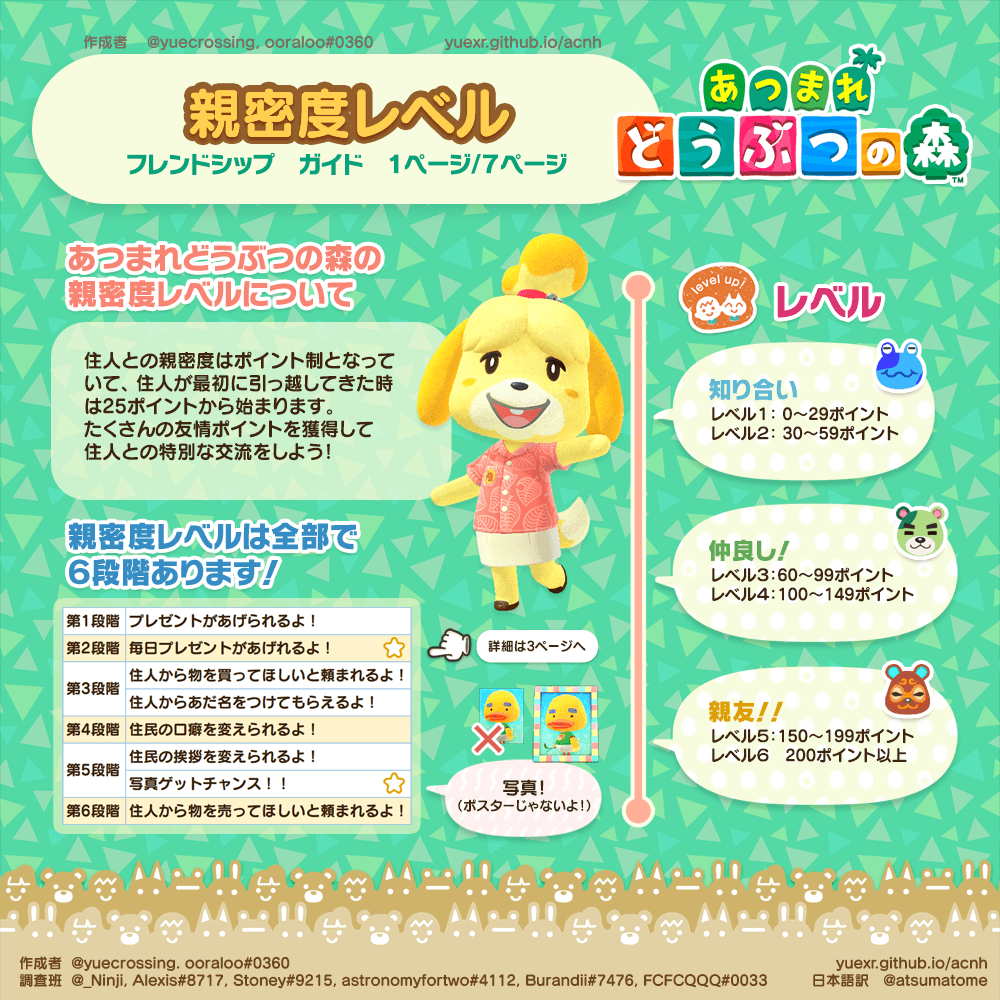 作成者 @yuecrossing, ooraloo#0360 yuexr.github.io/acnh
親密度レベル
フレンドシップ ガイド 1ページ/7ページ
あつまれ
どうぶつの森
TM
あつまれどうぶつの森の
親密度レベルについて
住人との親密度はポイント制となって
いて、住人が最初に引っ越してきた時
は25ポイントから始まります。
たくさんの友情ポイントを獲得して
住人との特別な交流をしよう!
親密度レベルは全部で
6段階あります!
第1段階 プレゼントがあげられるよ!
第2段階 毎日プレゼントがあげれるよ!
第3段階 住人から物を買ってほしいと頼まれるよ!
住人からあだ名をつけてもらえるよ!
第4段階 住民の口癖を変えられるよ!
第5段階 住民の挨拶を変えられるよ!
写真ゲットチャンス!!
第6段階 住人から物を売ってほしいと頼まれるよ!
詳細は3ページへ
写真!
(ポスターじゃないよ!)
level up!
レベル
知り合い
レベル1: 0〜29ポイント
レベル2: 30〜59ポイント
仲良し!
レベル3:60〜99ポイント
レベル4:100〜149ポイント
親友!!
レベル5:150〜199ポイント
レベル6 200ポイント以上
作成者 @yuecrossing. ooraloo#0360
調査班 @_Ninji, Alexis#8717, Stoney#9215, astronomyfortwo#4112, Burandii#7476, FCFCQQQ#0033
yuexr.github.io/acnh
日本語訳 @atsumatome